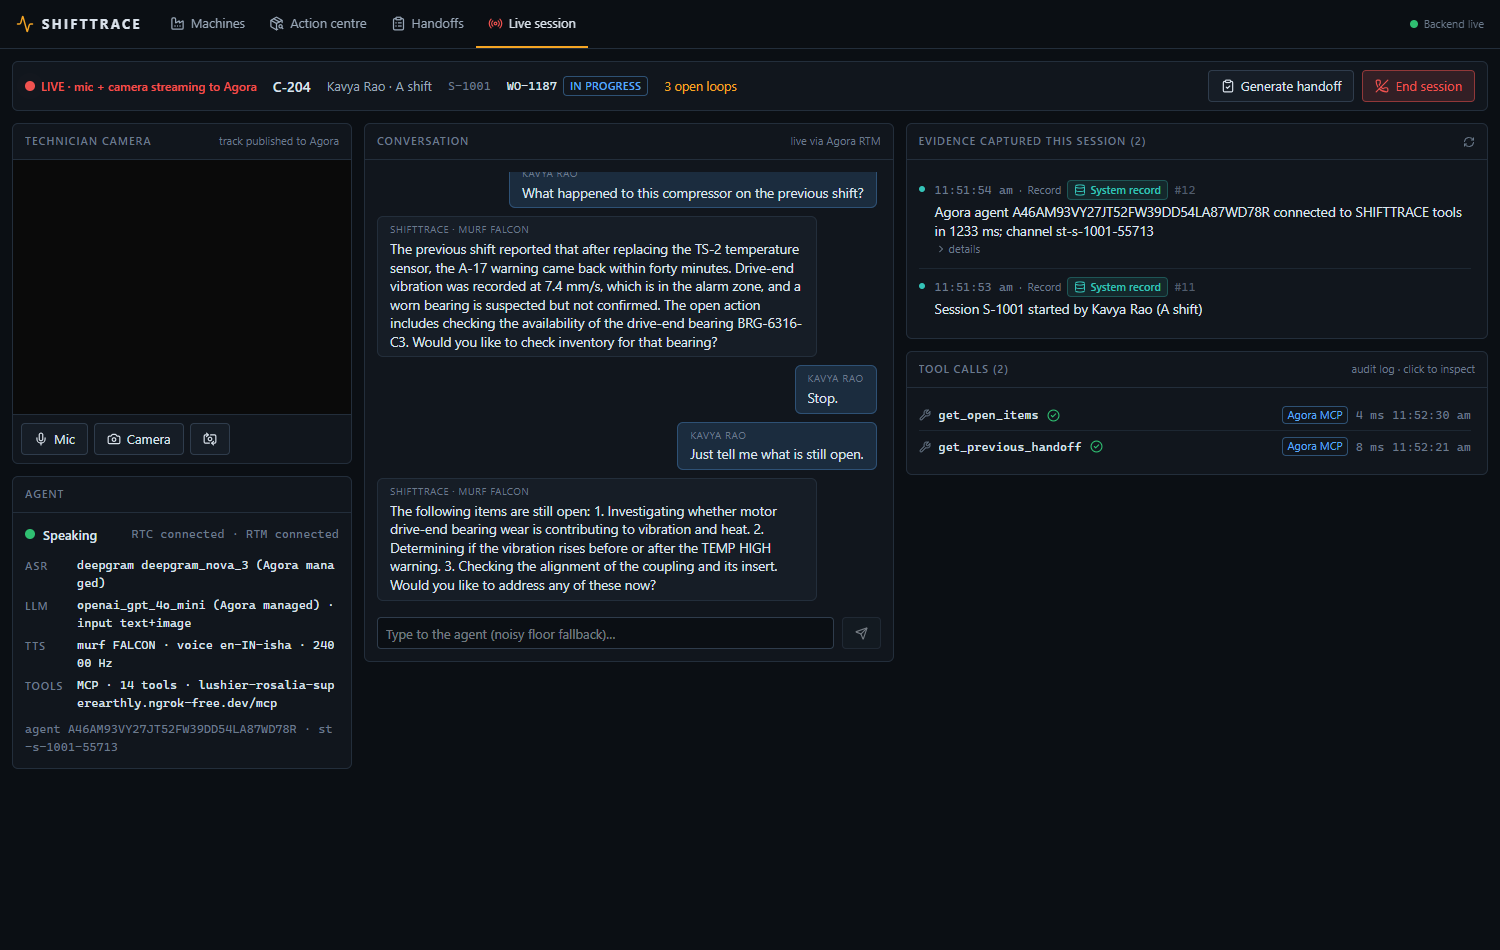 SHIFTTRACE
Machines
Action centre
Handoffs
Live session
Backend live
LIVE · mic + camera streaming to Agora
C-204
Kavya Rao · A shift
S-1001
WO-1187
IN PROGRESS
3 open loops
Generate handoff
End session
TECHNICIAN CAMERA
track published to Agora
Mic
Camera
AGENT
Speaking
RTC connected · RTM connected
ASR
deepgram deepgram_nova_3 (Agora mana
ged)
LLM
openai_gpt_4o_mini (Agora managed) ·
input text+image
TTS
murf FALCON · voice en-IN-isha · 240
00 Hz
TOOLS
MCP · 14 tools · lushier-rosalia-sup
erearthly.ngrok-free.dev/mcp
agent A46AM93VY27JT52FW39DD54LA87WD78R · st
-s-1001-55713
CONVERSATION
live via Agora RTM
KAVYA RAO
What happened to this compressor on the previous shift?
SHIFTTRACE · MURF FALCON
The previous shift reported that after replacing the TS-2 temperature
sensor, the A-17 warning came back within forty minutes. Drive-end
vibration was recorded at 7.4 mm/s, which is in the alarm zone, and a
worn bearing is suspected but not confirmed. The open action
includes checking the availability of the drive-end bearing BRG-6316-
C3. Would you like to check inventory for that bearing?
KAVYA RAO
Stop.
KAVYA RAO
Just tell me what is still open.
SHIFTTRACE · MURF FALCON
The following items are still open: 1. Investigating whether motor
drive-end bearing wear is contributing to vibration and heat. 2.
Determining if the vibration rises before or after the TEMP HIGH
warning. 3. Checking the alignment of the coupling and its insert.
Would you like to address any of these now?
Type to the agent (noisy floor fallback)...
EVIDENCE CAPTURED THIS SESSION (2)
11:51:54 am · Record
System record
#12
Agora agent A46AM93VY27JT52FW39DD54LA87WD78R connected to SHIFTTRACE tools
in 1233 ms; channel st-s-1001-55713
details
11:51:53 am · Record
System record
#11
Session S-1001 started by Kavya Rao (A shift)
TOOL CALLS (2)
audit log · click to inspect
get_open_items
Agora MCP
4 ms 11:52:30 am
get_previous_handoff
Agora MCP
8 ms 11:52:21 am